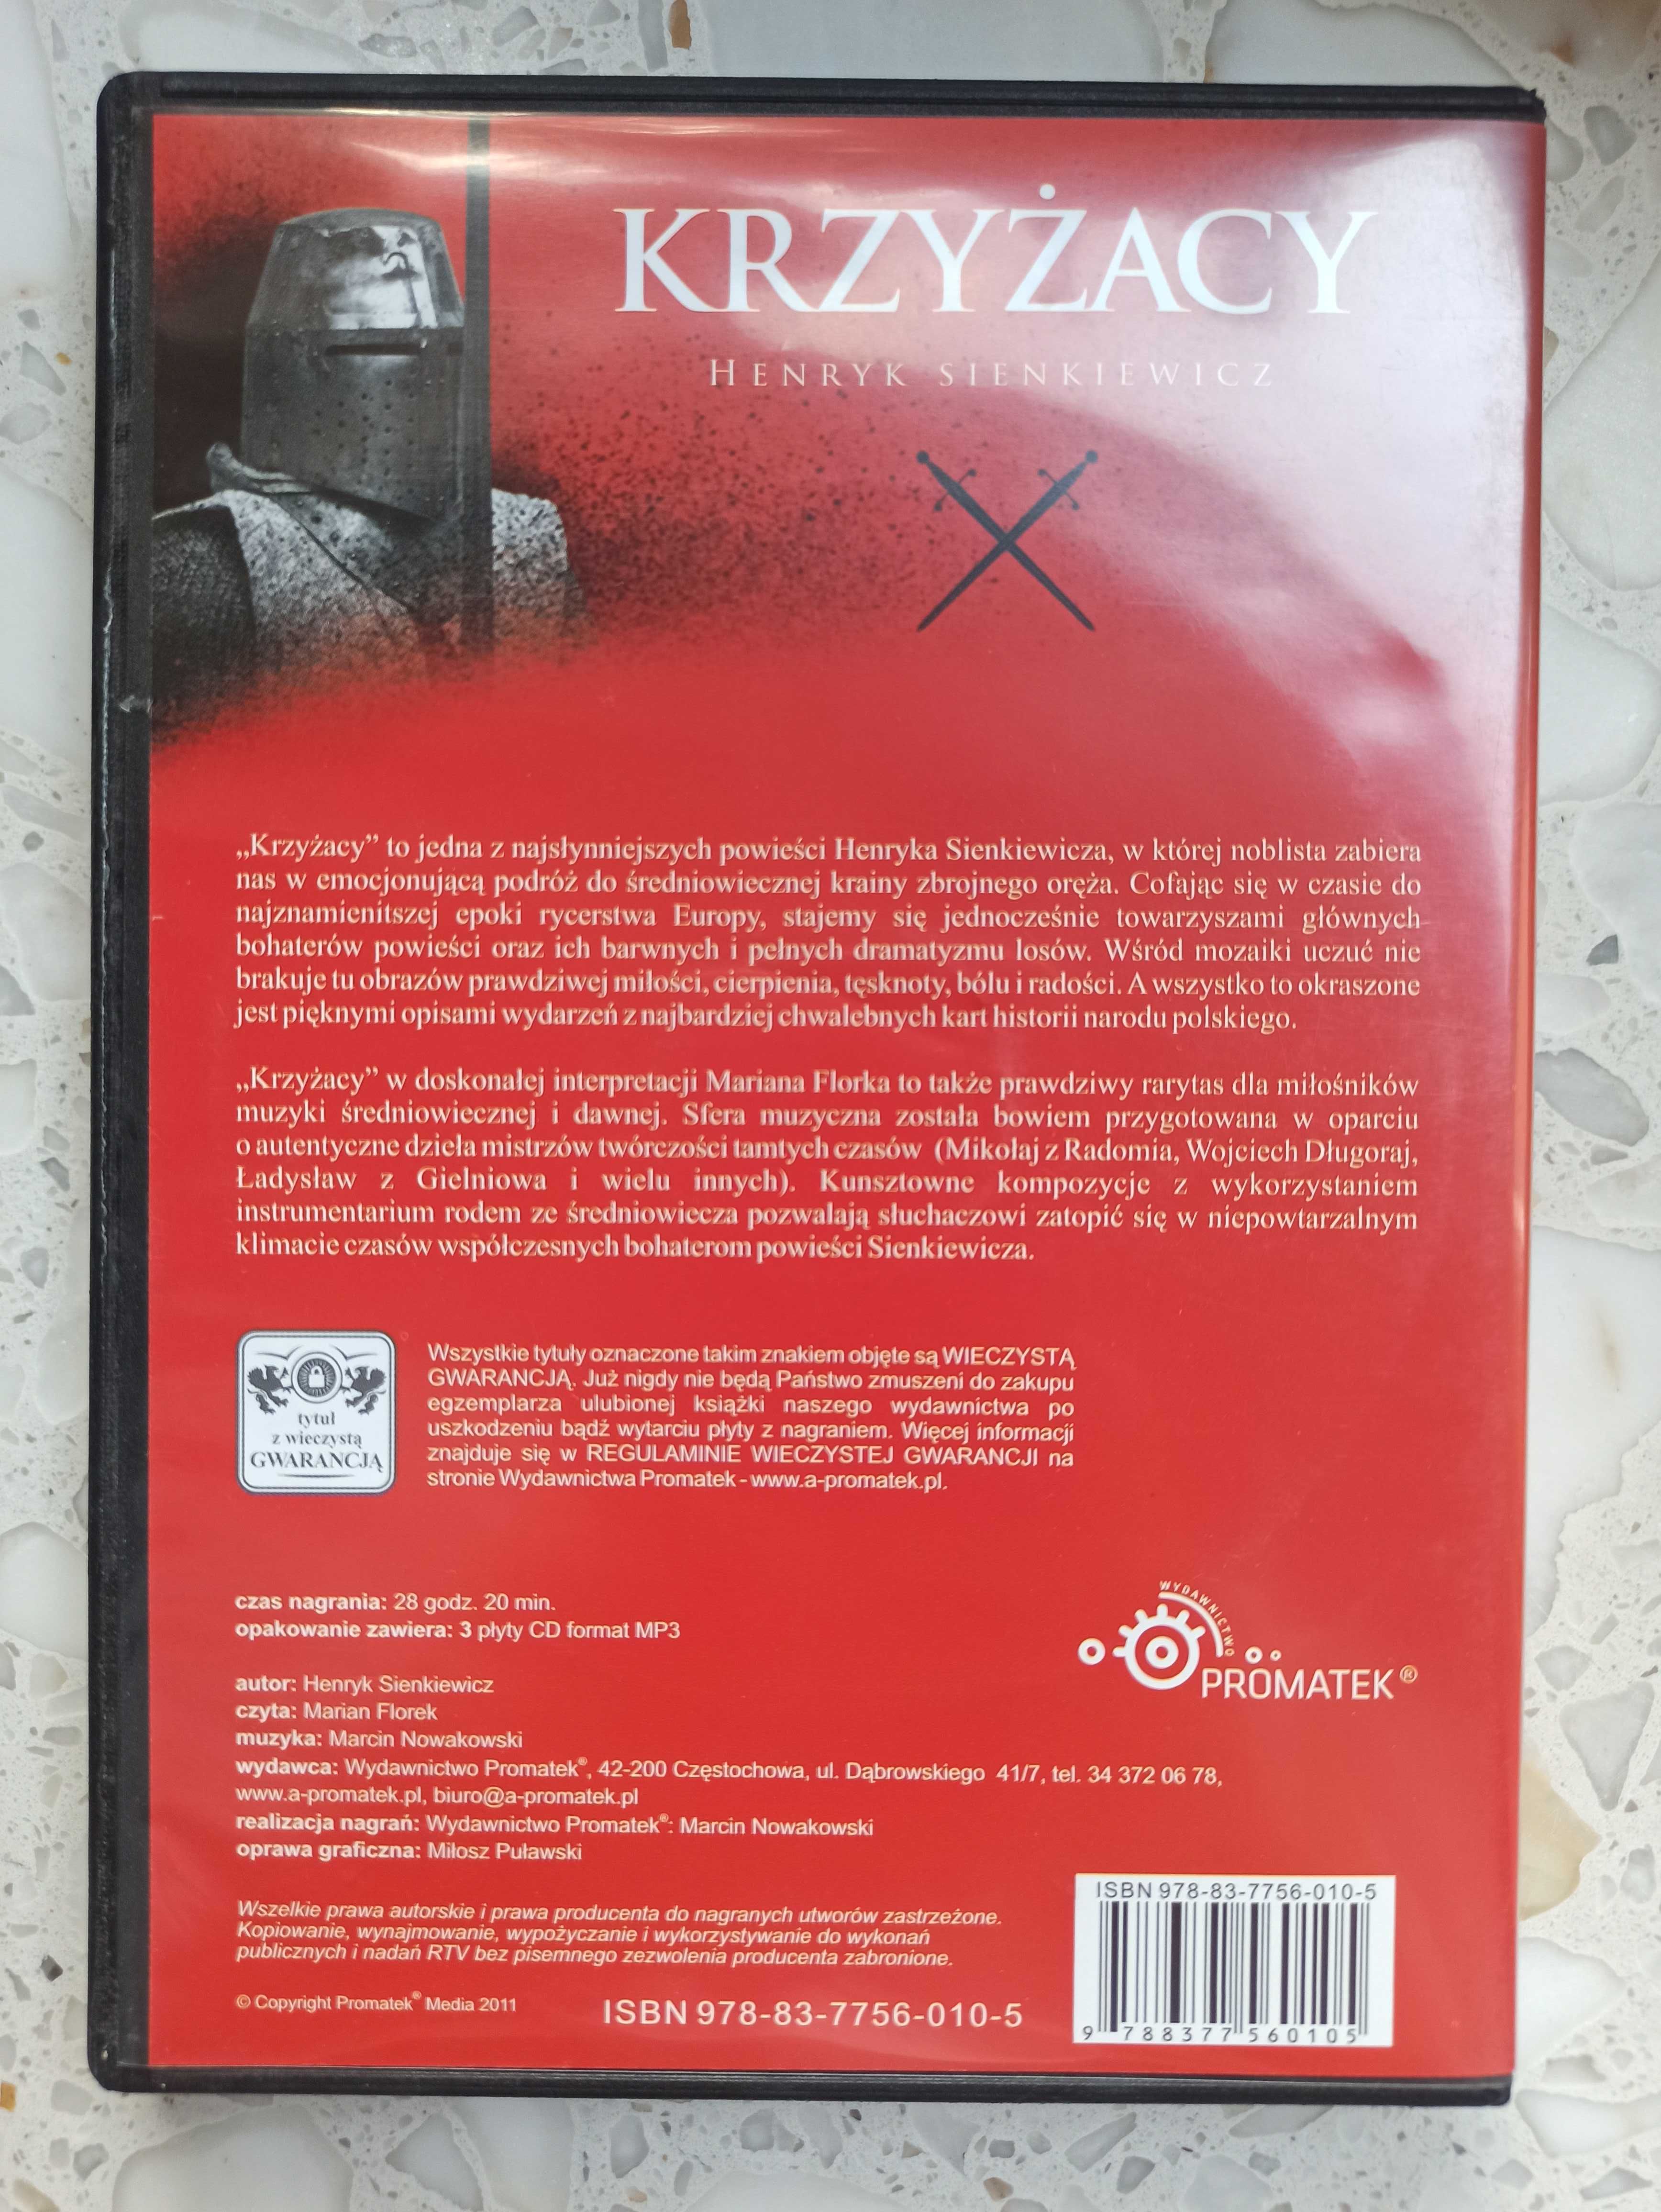 KRZYŻACY
HENRYK SIENKIEWICZ
„Krzyżacy” to jedna z najsłynniejszych powieści Henryka Sienkiewicza, w której noblista zabiera
nas w emocjonującą podróż do średniowiecznej krainy zbrojnego oręża. Cofając się w czasie do
najznamienitszej epoki rycerstwa Europy, stajemy się jednocześnie towarzyszami głównych
bohaterów powieści oraz ich barwnych i pełnych dramatyzmu losów. Wśród mozaiki uczuć nie
brakuje tu obrazów prawdziwej miłości, cierpienia, tęsknoty, bólu i radości. A wszystko to okraszone
jest pięknymi opisami wydarzeń z najbardziej chwalebnych kart historii narodu polskiego.
„Krzyżacy” w doskonałej interpretacji Mariana Florka to także prawdziwy rarytas dla miłośników
muzyki średniowiecznej i dawnej. Sfera muzyczna została bowiem przygotowana w oparciu
o autentyczne dzieła mistrzów twórczości tamtych czasów (Mikołaj z Radomia, Wojciech Długoraj,
Ładysław z Gielniowa i wielu innych). Kunsztowne kompozycje z wykorzystaniem
instrumentarium rodem ze średniowiecza pozwalają słuchaczowi zatopić się w niepowtarzalnym
klimacie czasów współczesnych bohaterom powieści Sienkiewicza.
tytuł
z wieczystą
GWARANCJĄ
Wszystkie tytuły oznaczone takim znakiem objęte są WIECZYSTĄ
GWARANCJĄ. Już nigdy nie będą Państwo zmuszeni do zakupu
egzemplarza ulubionej książki naszego wydawnictwa po
uszkodzeniu bądź wytarciu płyty z nagraniem. Więcej informacji
znajduje się w REGULAMINIE WIECZYSTEJ GWARANCJI na
stronie Wydawnictwa Promatek - www.a-promatek.pl.
czas nagrania: 28 godz. 20 min.
opakowanie zawiera: 3 płyty CD format MP3
WYDAWNICTWO
PROMATEK®
autor: Henryk Sienkiewicz
czyta: Marian Florek
muzyka: Marcin Nowakowski
wydawca: Wydawnictwo Promatek®, 42-200 Częstochowa, ul. Dąbrowskiego 41/7, tel. 34 372 06 78,
www.a-promatek.pl, biuro@a-promatek.pl
realizacja nagrań: Wydawnictwo Promatek®: Marcin Nowakowski
oprawa graficzna: Miłosz Puławski
Wszelkie prawa autorskie i prawa producenta do nagranych utworów zastrzeżone.
Kopiowanie, wynajmowanie, wypożyczanie i wykorzystywanie do wykonań
publicznych i nadań RTV bez pisemnego zezwolenia producenta zabronione.
© Copyright Promatek® Media 2011
ISBN 978-83-7756-010-5
ISBN 978-83-7756-010-5
9 788377 560105